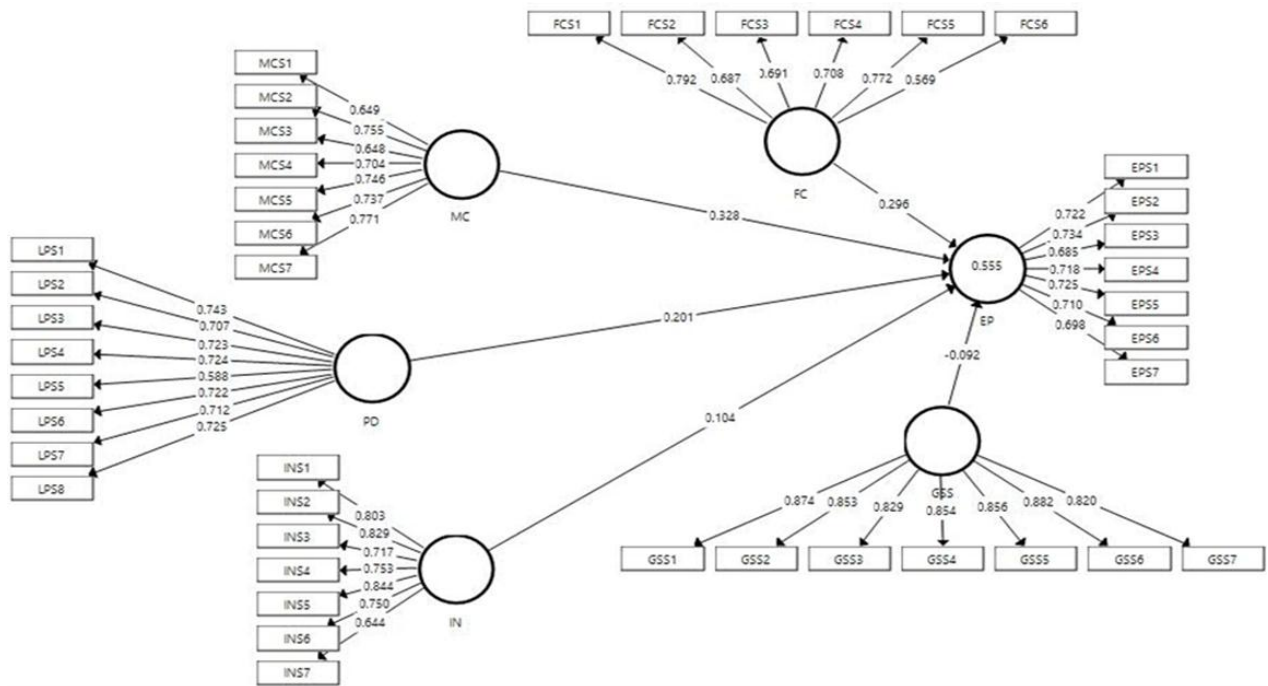 FCS1 FCS2 FCS3 FCS4 FCS5 FCS6
0.792 0.687 0.691 0.708 0.772 0.569
FC
MCS1
MCS2
MCS3
MCS4
MCS5
MCS6
MCS7
0.649
0.755
0.648
0.704
0.746
0.737
0.771
MC
0.328
0.296
LPS1
LPS2
LPS3
LPS4
LPS5
LPS6
LPS7
LPS8
0.743
0.707
0.723
0.724
0.588
0.722
0.712
0.725
PD
0.201
0.555
EP
EPS1
EPS2
EPS3
EPS4
EPS5
EPS6
EPS7
0.722
0.734
0.685
0.718
0.725
0.710
0.698
-0.092
0.104
INS1
INS2
INS3
INS4
INS5
INS6
INS7
0.803
0.829
0.717
0.753
0.844
0.750
0.644
IN
GSS
0.874 0.853 0.829 0.854 0.856 0.882 0.820
GSS1 GSS2 GSS3 GSS4 GSS5 GSS6 GSS7